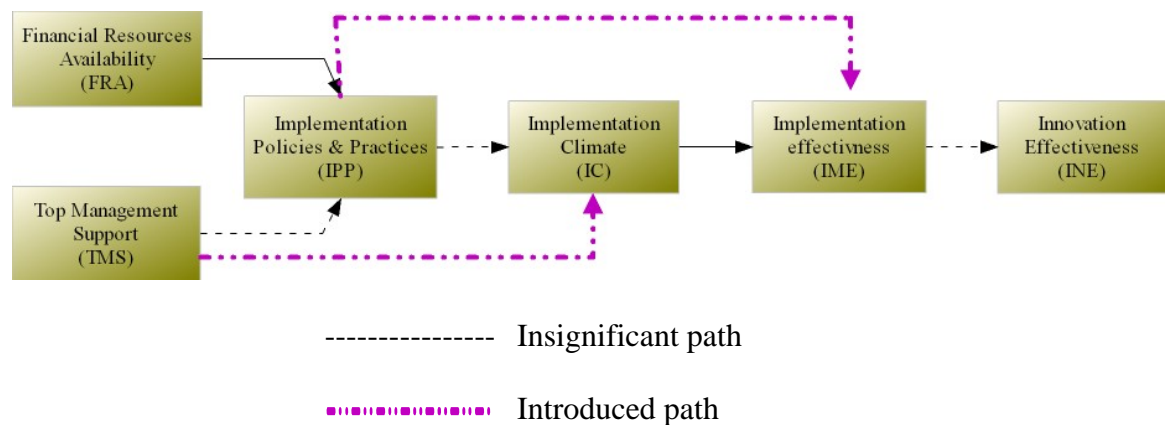 Financial Resources
Availability
(FRA)
Implementation
Policies & Practices
(IPP)
Implementation
Climate
(IC)
Implementation
effectivness
(IME)
Innovation
Effectiveness
(INE)
Top Management
Support
(TMS)
Insignificant path
Introduced path